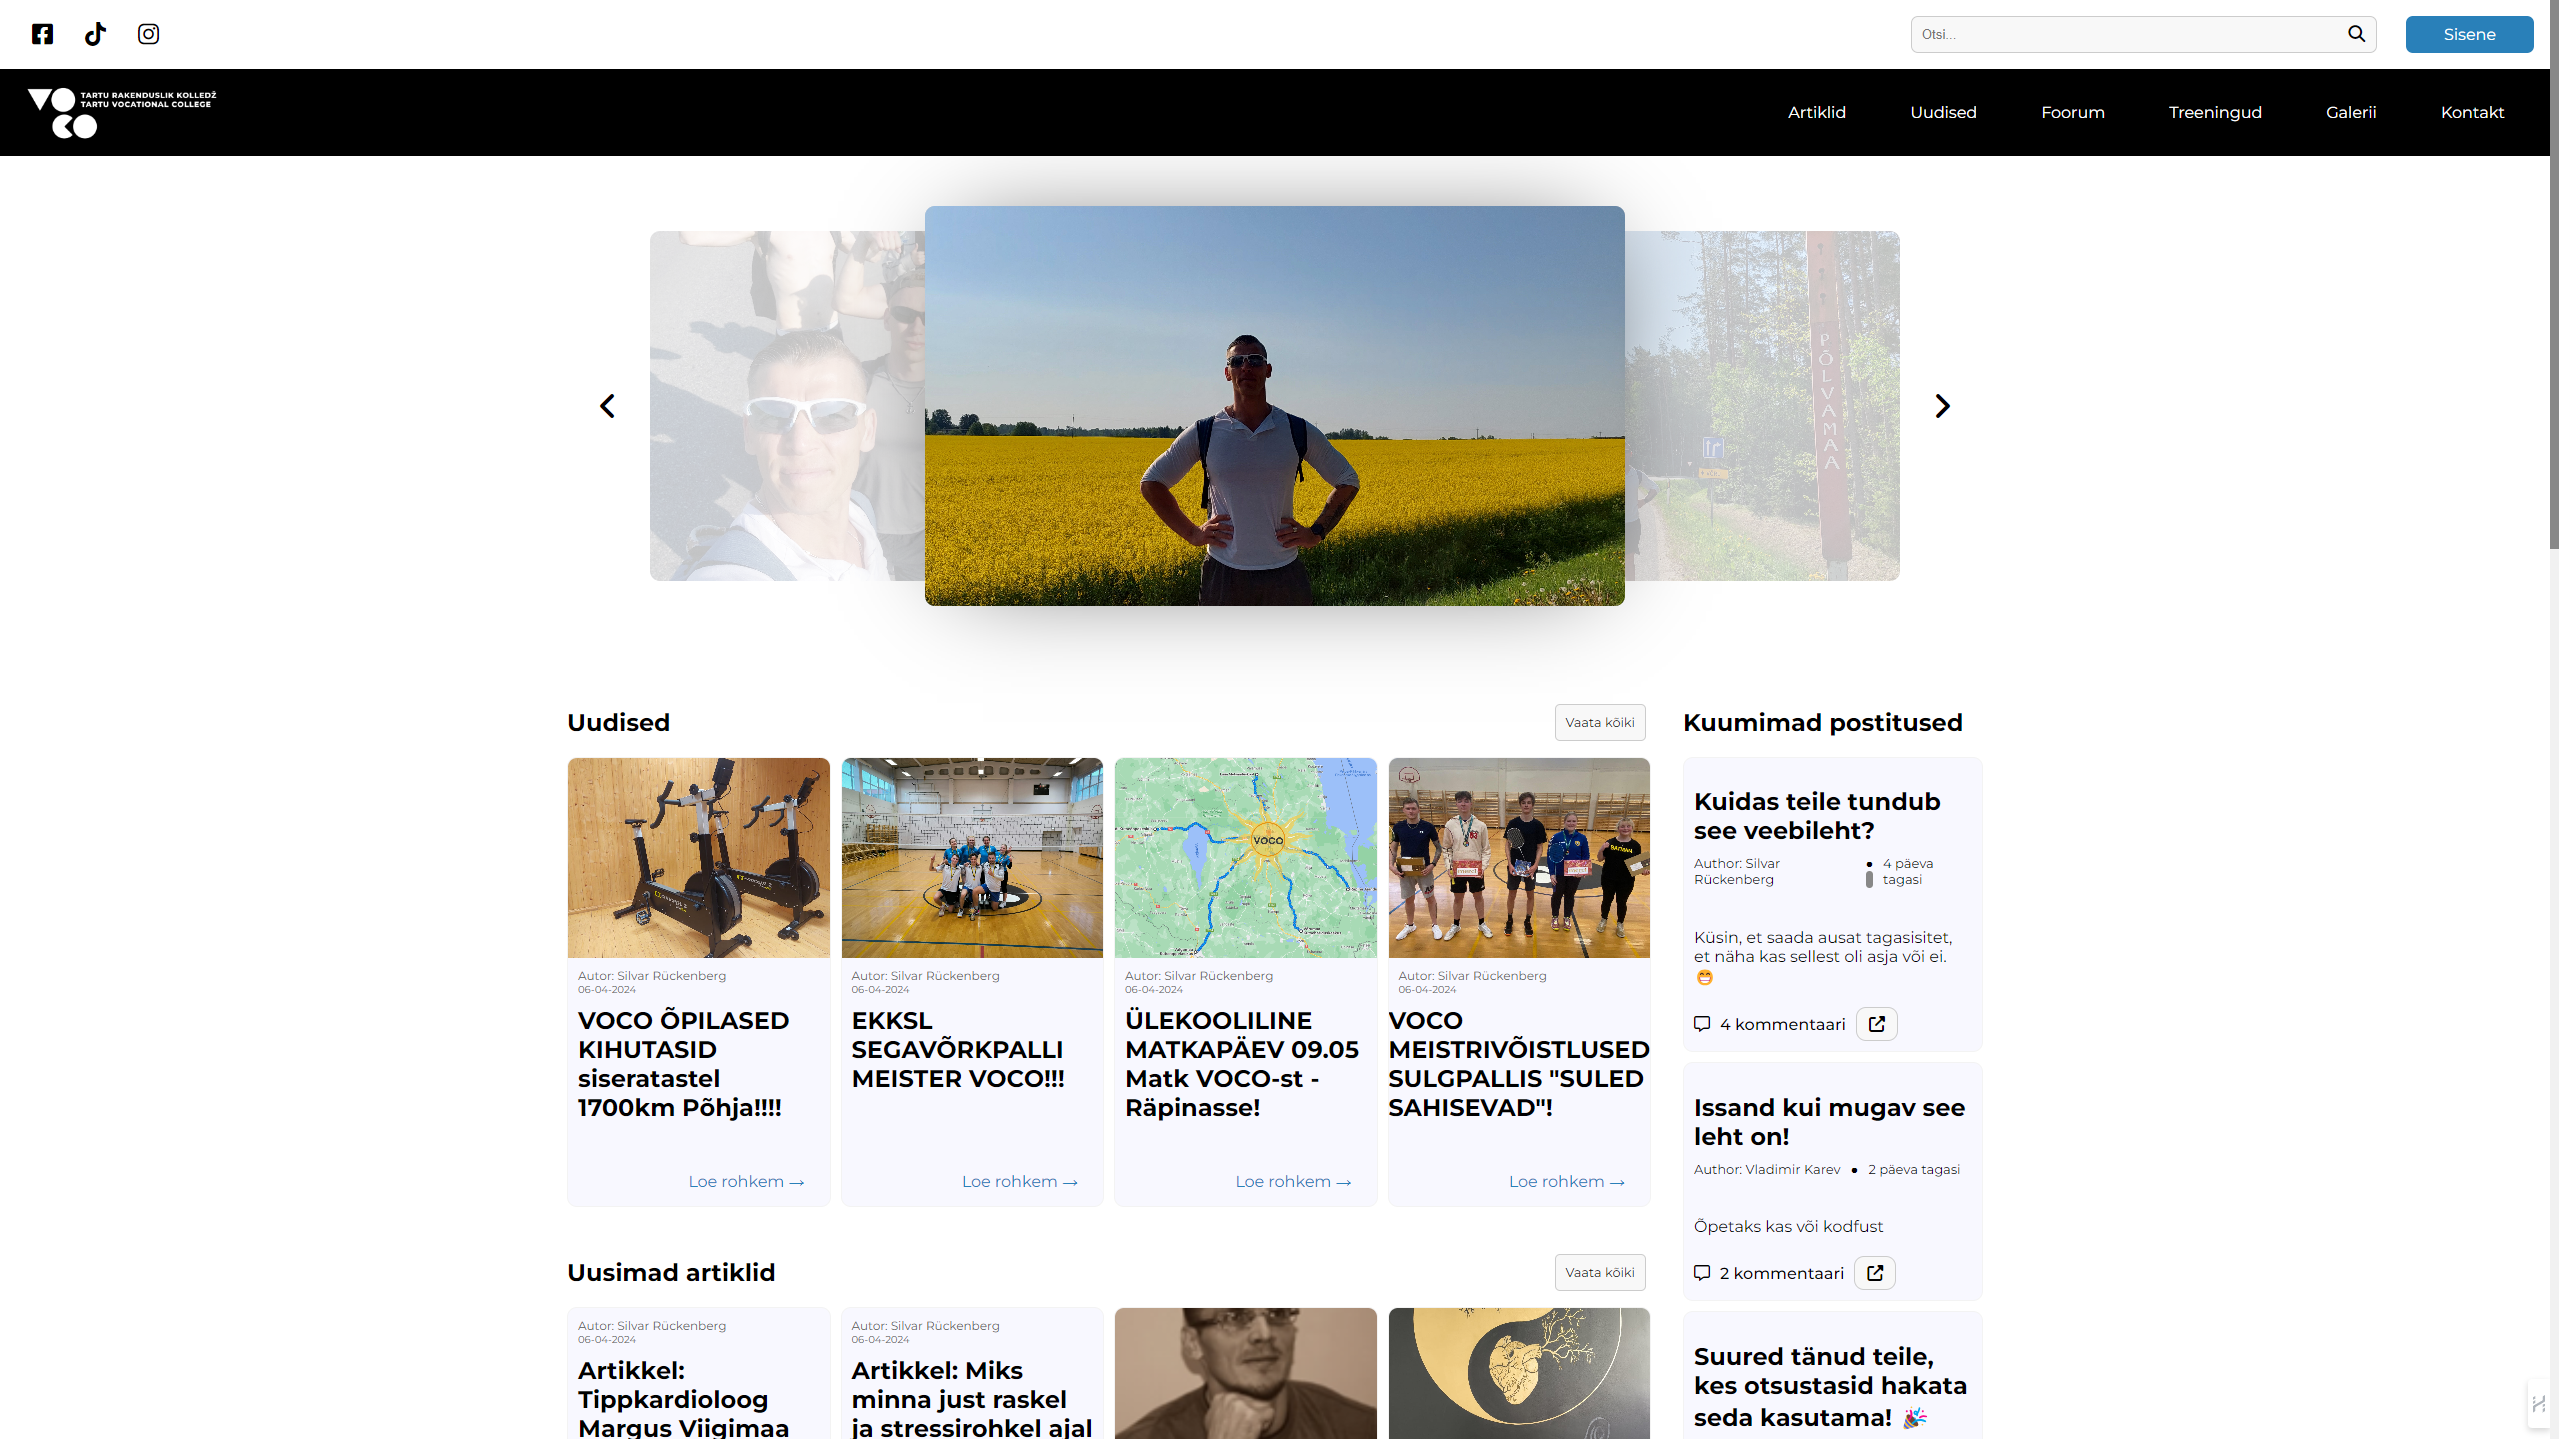 Otsi...
Sisene
TARTU RAKENDUSLIK KOLLEDŽ
TARTU VOCATIONAL COLLEGE
Artiklid
Uudised
Foorum
Treeningud
Galerii
Kontakt
PÕLVAMAA
Uudised
Vaata kõiki
VOCO
Autor: Silvar Rückenberg
06-04-2024
VOCO ÕPILASED
KIHUTASID
siseratastel
1700km Põhja!!!!
Loe rohkem →
Autor: Silvar Rückenberg
06-04-2024
EKKSL
SEGAVÕRKPALLI
MEISTER VOCO!!!
Loe rohkem →
Autor: Silvar Rückenberg
06-04-2024
ÜLEKOOLILINE
MATKAPÄEV 09.05
Matk VOCO-st -
Räpinasse!
Loe rohkem →
Autor: Silvar Rückenberg
06-04-2024
VOCO
MEISTRIVÕISTLUSED
SULGPALLIS "SULED
SAHISEVAD"!
Loe rohkem →
Uusimad artiklid
Vaata kõiki
Autor: Silvar Rückenberg
06-04-2024
Artikkel:
Tippkardioloog
Margus Viigimaa
Autor: Silvar Rückenberg
06-04-2024
Artikkel: Miks
minna just raskel
ja stressirohkel ajal
Kuumimad postitused
Kuidas teile tundub
see veebileht?
Author: Silvar
Rückenberg
4 päeva
tagasi
Küsin, et saada ausat tagasisitet,
et näha kas sellest oli asja või ei.
😁
4 kommentaari
Issand kui mugav see
leht on!
Author: Vladimir Karev • 2 päeva tagasi
Õpetaks kas või kodfust
2 kommentaari
Suured tänud teile,
kes otsustasid hakata
seda kasutama! 🎉